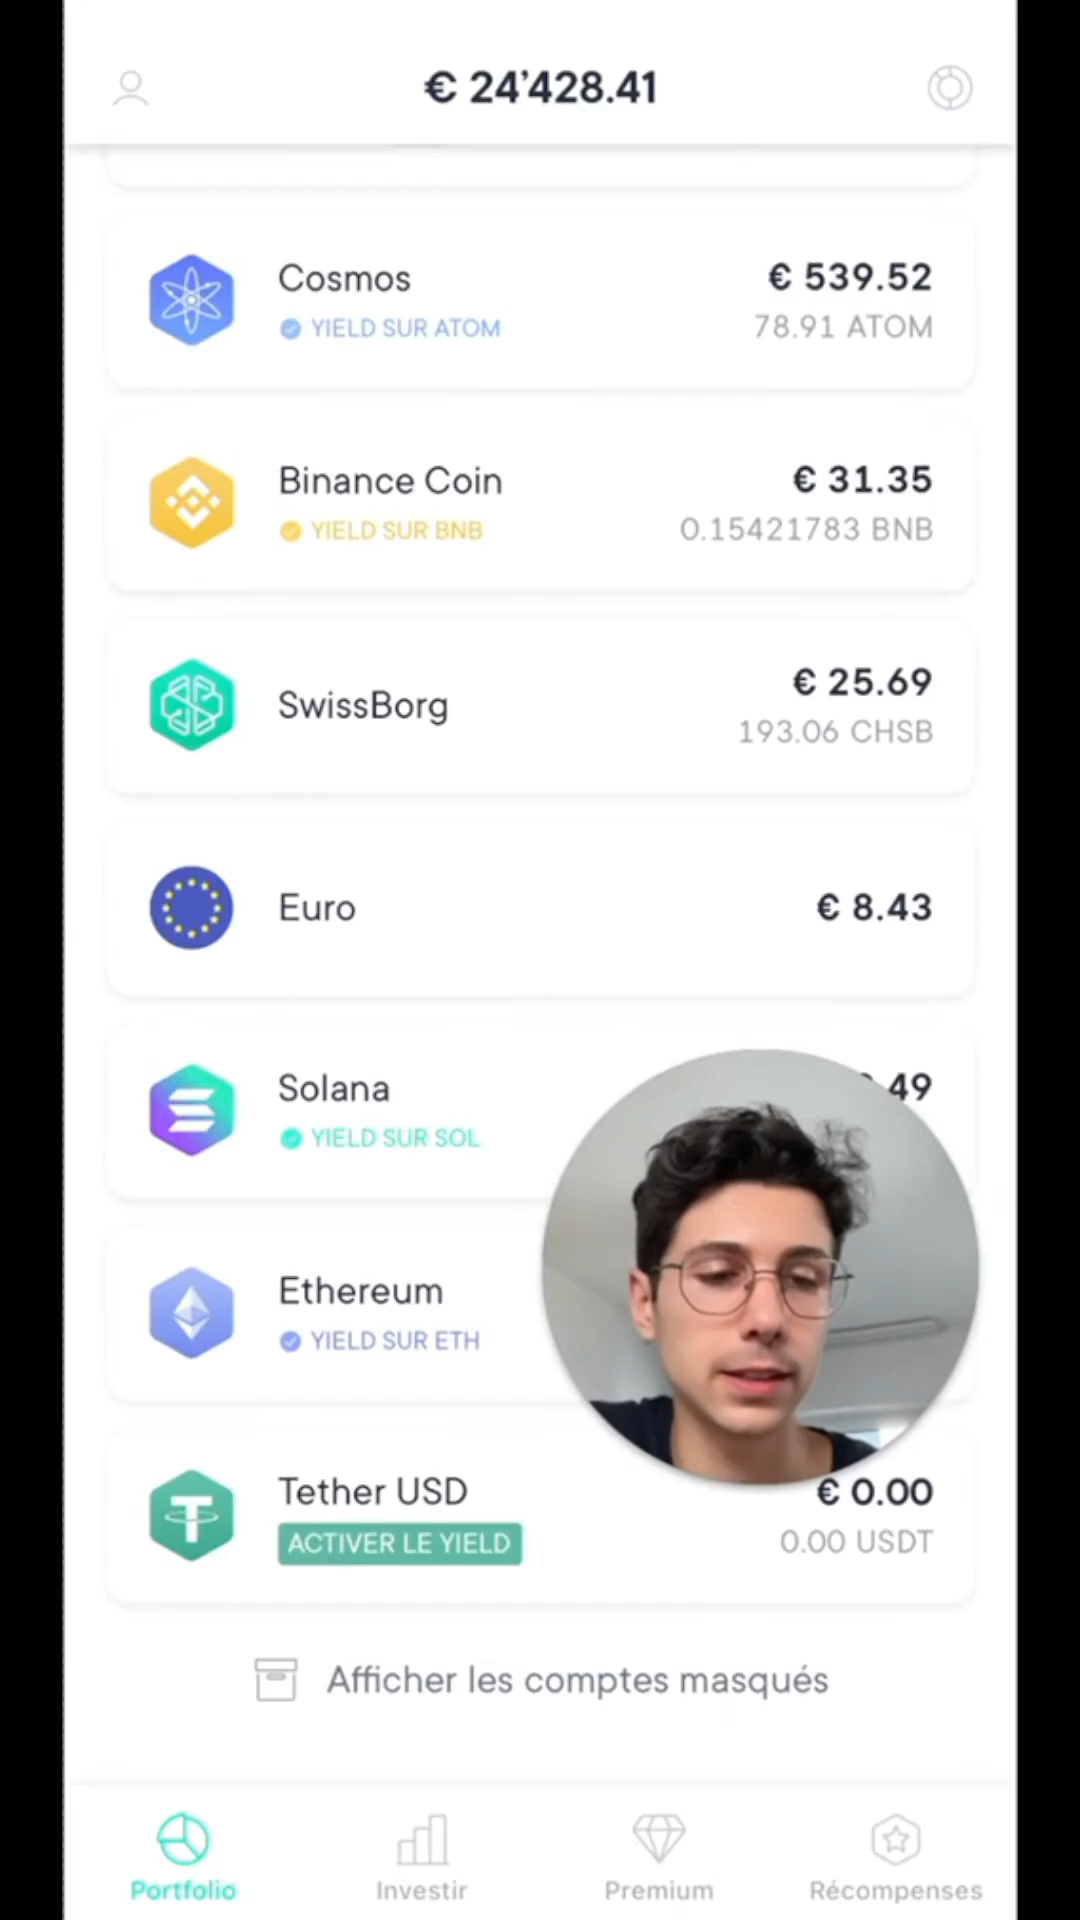 € 24’428.41
Cosmos
€ 539.52
YIELD SUR ATOM
78.91 ATOM
Binance Coin
€ 31.35
YIELD SUR BNB
0.15421783 BNB
SwissBorg
€ 25.69
193.06 CHSB
Euro
€ 8.43
Solana
.49
YIELD SUR SOL
Ethereum
YIELD SUR ETH
Tether USD
€ 0.00
ACTIVER LE YIELD
0.00 USDT
Afficher les comptes masqués
Portfolio
Investir
Premium
Récompenses